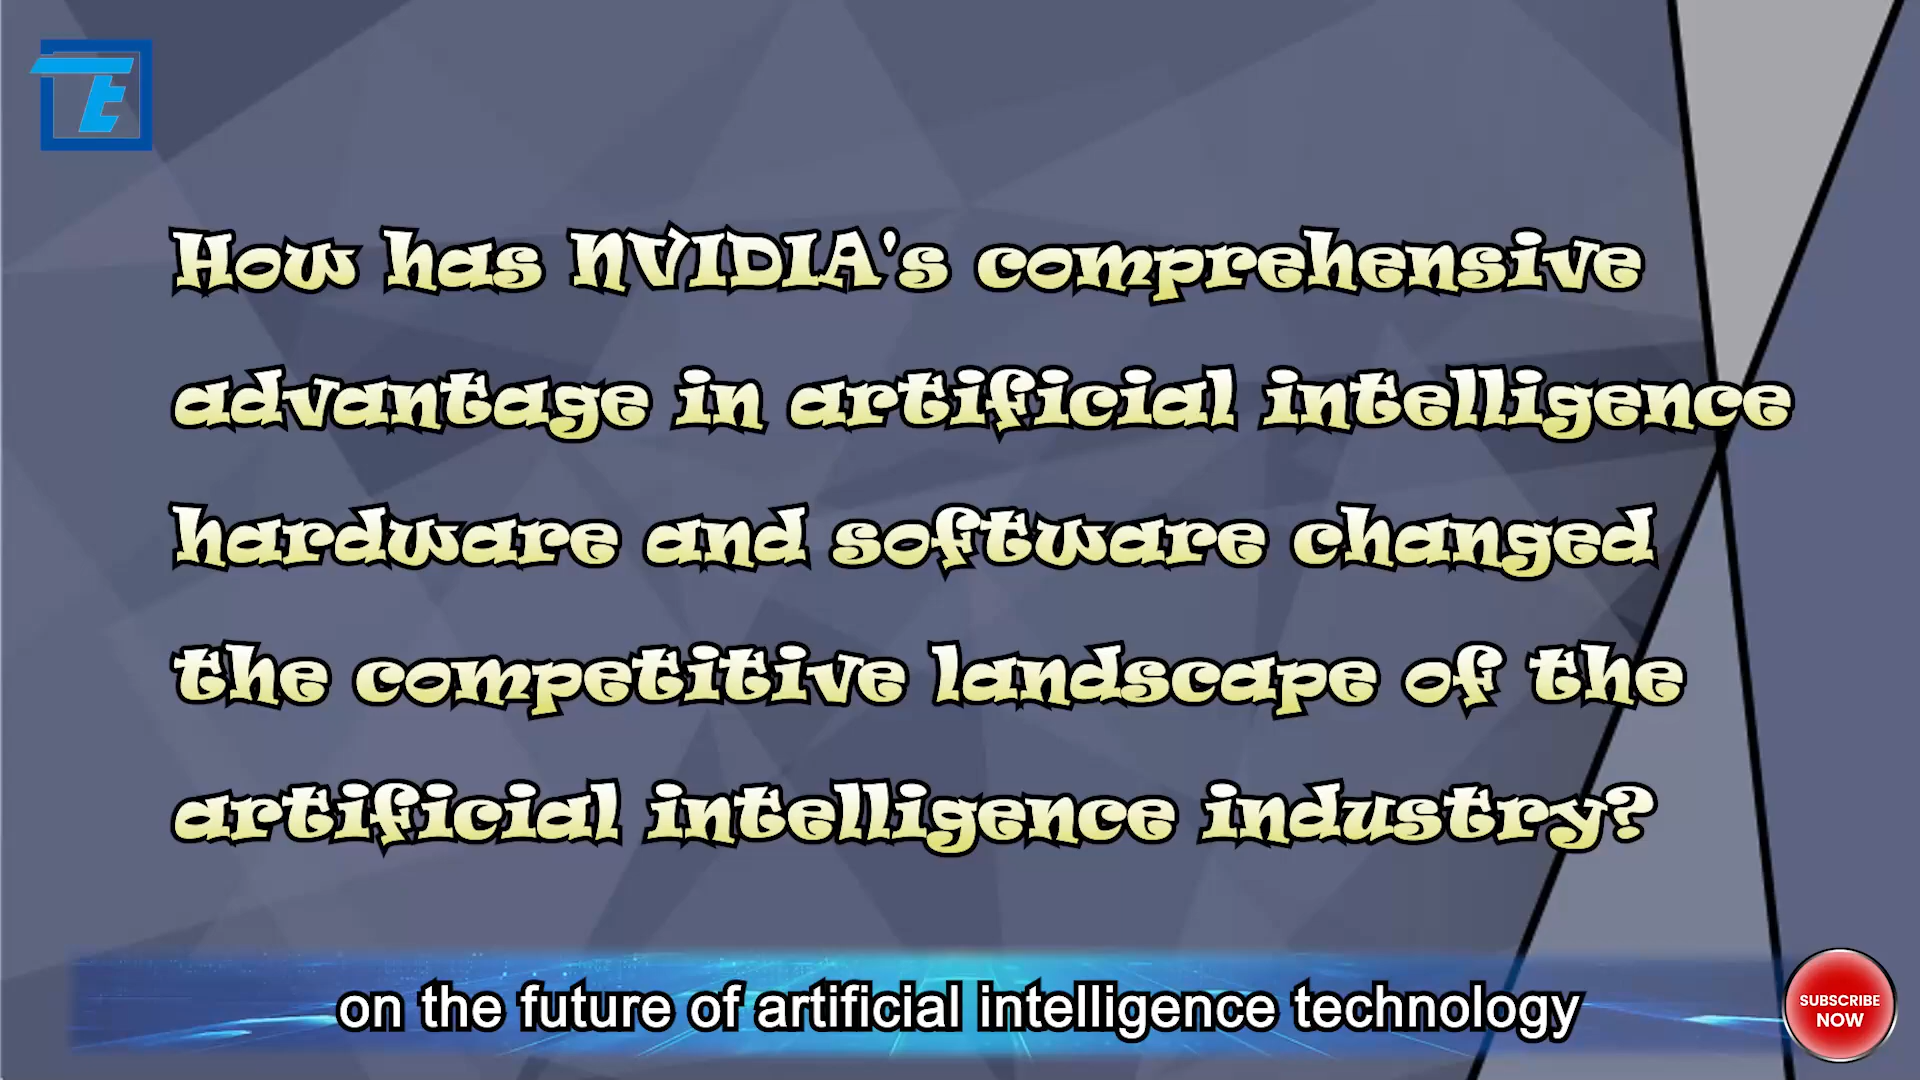 TE
How has NVIDIA's comprehensive
advantage in artificial intelligence
hardware and software changed
the competitive landscape of the
artificial intelligence industry?
on the future of artificial intelligence technology
SUBSCRIBE
NOW